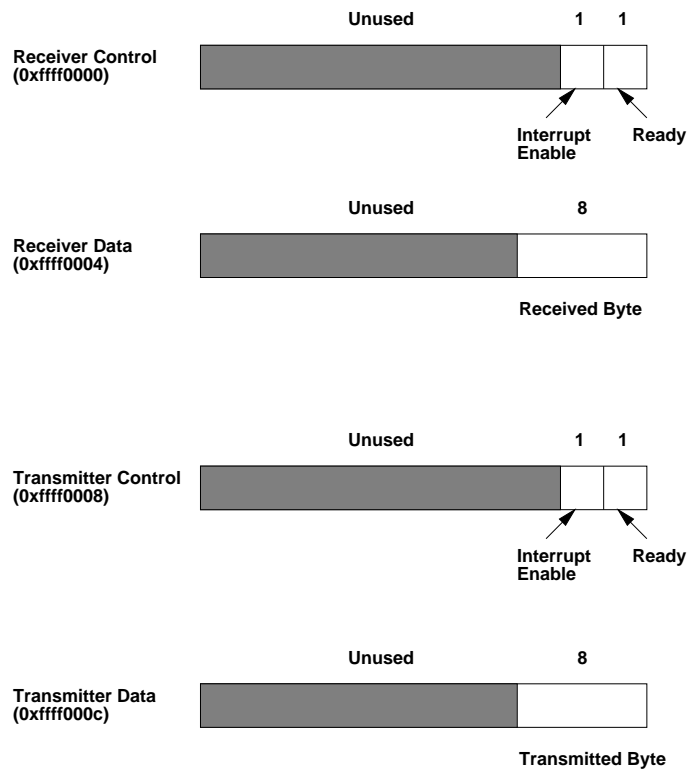 Unused 1 1
Receiver Control
(0xffff0000)
Interrupt
Enable
Ready
Unused 8
Receiver Data
(0xffff0004)
Received Byte
Unused 1 1
Transmitter Control
(0xffff0008)
Interrupt
Enable
Ready
Unused 8
Transmitter Data
(0xffff000c)
Transmitted Byte